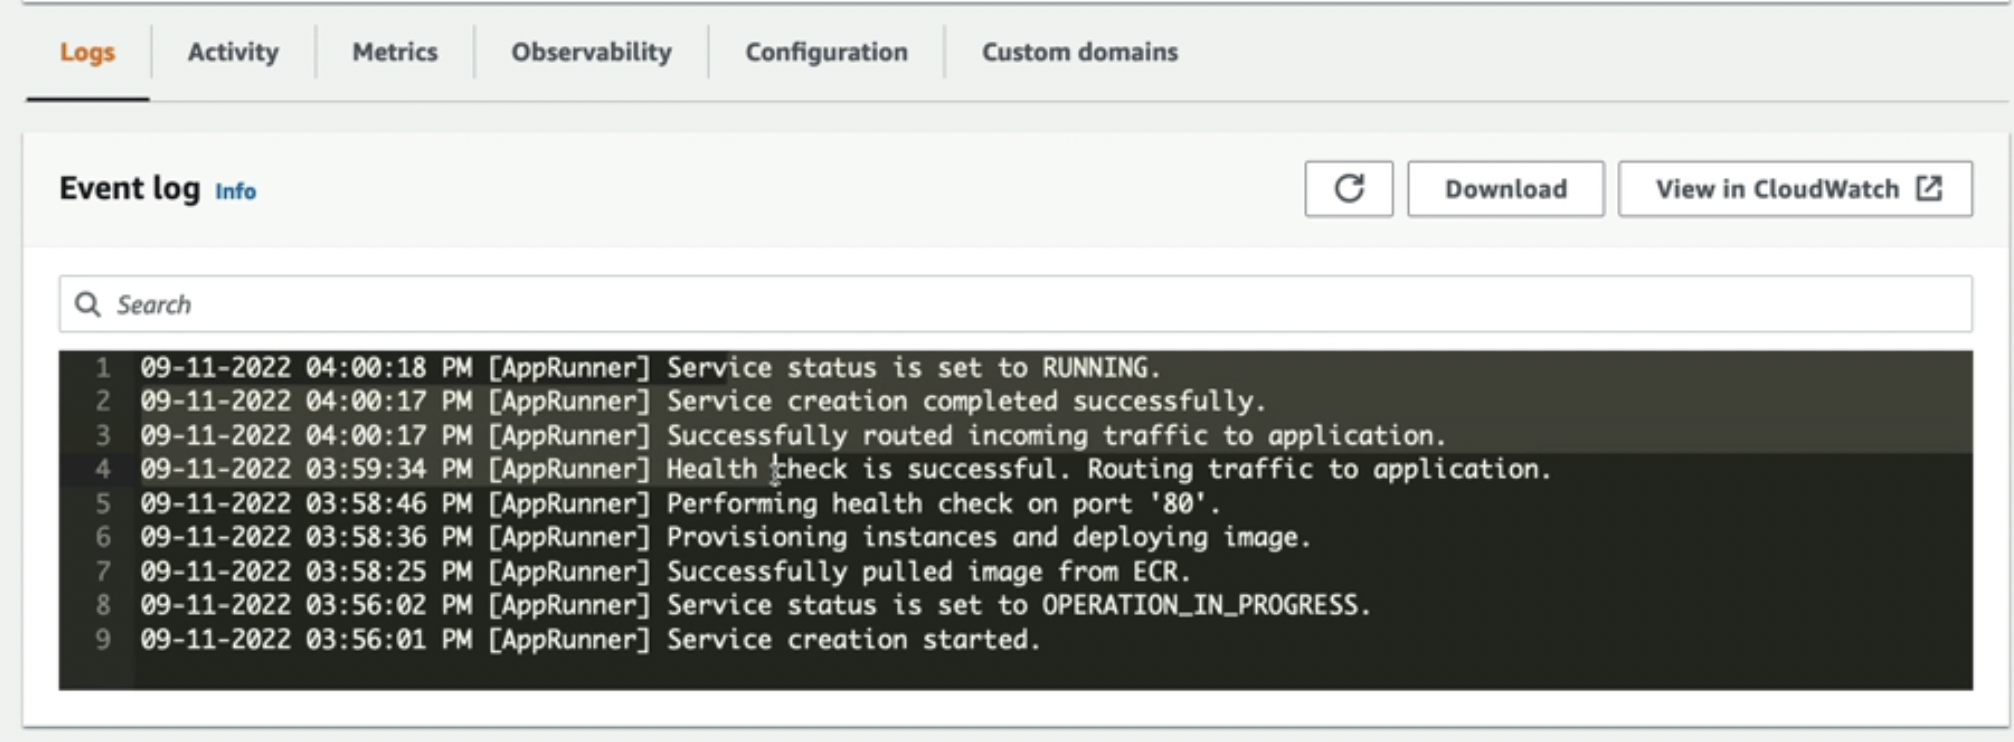 Logs Activity Metrics Observability Configuration Custom domains
Event log Info Download View in CloudWatch
Search
1 09-11-2022 04:00:18 PM [AppRunner] Service status is set to RUNNING.
2 09-11-2022 04:00:17 PM [AppRunner] Service creation completed successfully.
3 09-11-2022 04:00:17 PM [AppRunner] Successfully routed incoming traffic to application.
4 09-11-2022 03:59:34 PM [AppRunner] Health check is successful. Routing traffic to application.
5 09-11-2022 03:58:46 PM [AppRunner] Performing health check on port '80'.
6 09-11-2022 03:58:36 PM [AppRunner] Provisioning instances and deploying image.
7 09-11-2022 03:58:25 PM [AppRunner] Successfully pulled image from ECR.
8 09-11-2022 03:56:02 PM [AppRunner] Service status is set to OPERATION_IN_PROGRESS.
9 09-11-2022 03:56:01 PM [AppRunner] Service creation started.